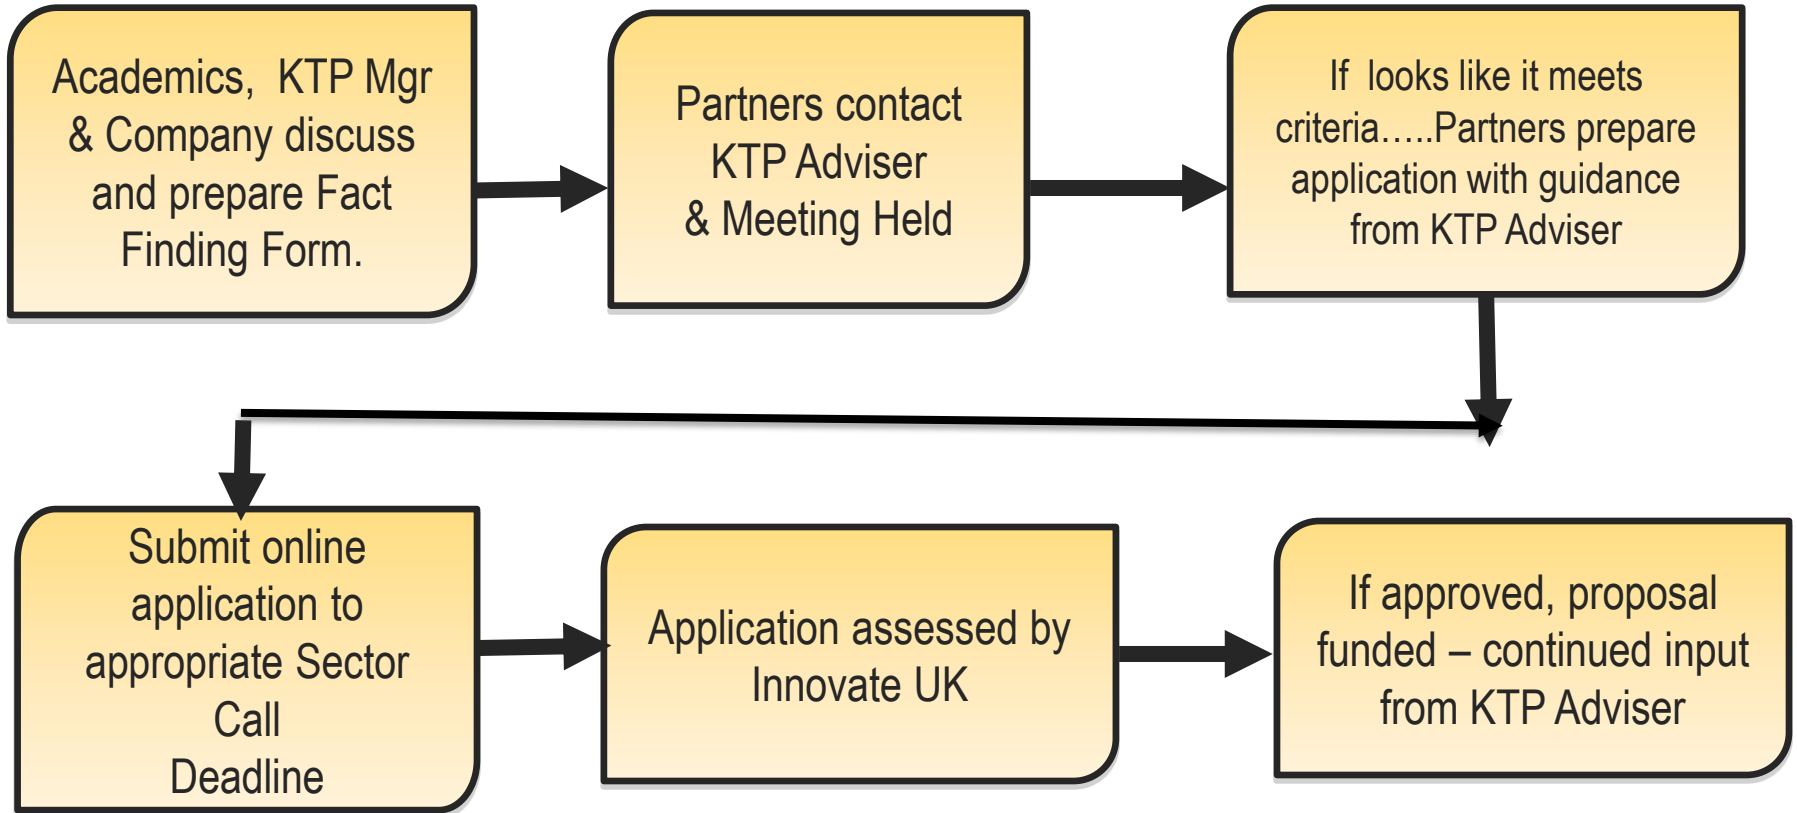 Academics, KTP Mgr
& Company discuss
and prepare Fact
Finding Form.
Partners contact
KTP Adviser
& Meeting Held
If looks like it meets
criteria.....Partners prepare
application with guidance
from KTP Adviser
Submit online
application to
appropriate Sector
Call
Deadline
Application assessed by
Innovate UK
If approved, proposal
funded – continued input
from KTP Adviser